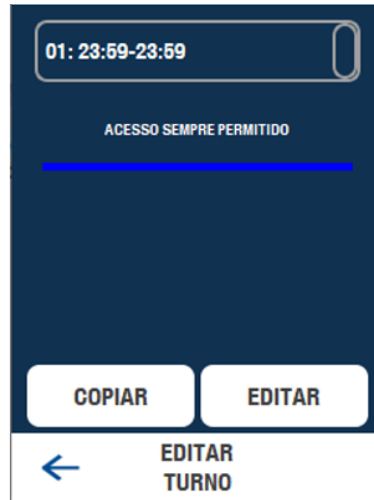 01: 23:59-23:59
ACESSO SEMPRE PERMITIDO
COPIAR
EDITAR
EDITAR
TURNO